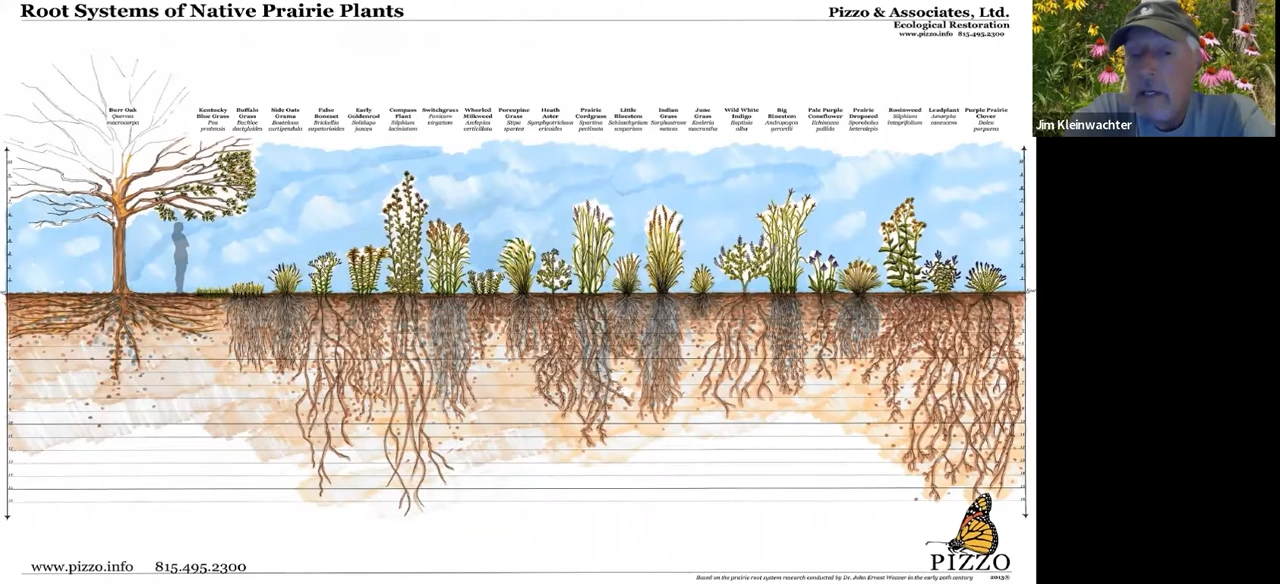 Root Systems of Native Prairie Plants
Pizzo & Associates, Ltd.
Ecological Restoration
www.pizzo.info 815.495.2300
Burr Oak
Quercus
macrocarpa
Kentucky
Blue Grass
Poa
pratensis
Buffalo
Grass
Buchloe
dactyloides
Side Oats
Grama
Bouteloua
curtipendula
False
Boneset
Brickellia
eupatorioides
Early
Goldenrod
Solidago
juncea
Compass
Plant
Silphium
laciniatum
Switchgrass
Panicum
virgatum
Whorled
Milkweed
Asclepias
verticillata
Porcupine
Grass
Stipa
spartea
Heath
Aster
Symphyotrichum
ericoides
Prairie
Cordgrass
Spartina
pectinata
Little
Bluestem
Schizachyrium
scoparium
Indian
Grass
Sorghastrum
nutans
June
Grass
Koeleria
macrantha
Wild White
Indigo
Baptisia
alba
Big
Bluestem
Andropogon
gerardii
Pale Purple
Coneflower
Echinacea
pallida
Prairie
Dropseed
Sporobolus
heterolepis
Rosinweed
Silphium
integrifolium
Leadplant
Amorpha
canescens
Purple Prairie
Clover
Dalea
purpurea
Jim Kleinwachter
PIZZO
www.pizzo.info 815.495.2300
Based on the prairie root system research conducted by Dr. John Ernest Weaver in the early 20th century 2015®